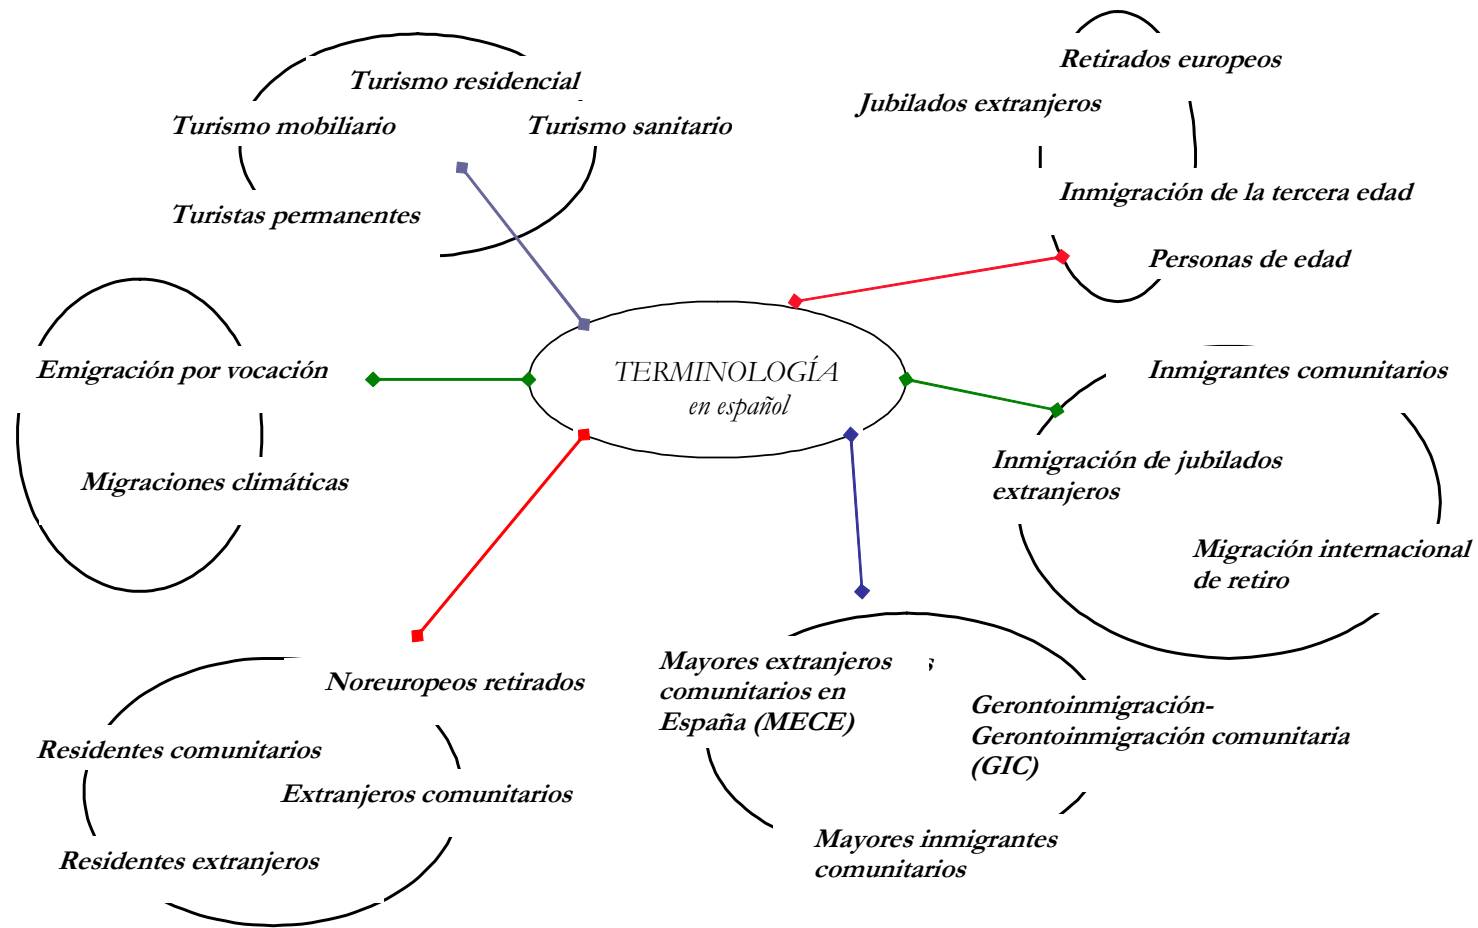 Turismo residencial
Turismo mobiliario
Turismo sanitario
Turistas permanentes
Retirados europeos
Jubilados extranjeros
Inmigración de la tercera edad
Personas de edad
Emigración por vocación
Migraciones climáticas
TERMINOLOGÍA
en español
Inmigrantes comunitarios
Inmigración de jubilados
extranjeros
Migración internacional
de retiro
Noreuropeos retirados
Residentes comunitarios
Extranjeros comunitarios
Residentes extranjeros
Mayores extranjeros
comunitarios en
España (MECE)
Gerontoinmigración-
Gerontoinmigración comunitaria
(GIC)
Mayores inmigrantes
comunitarios